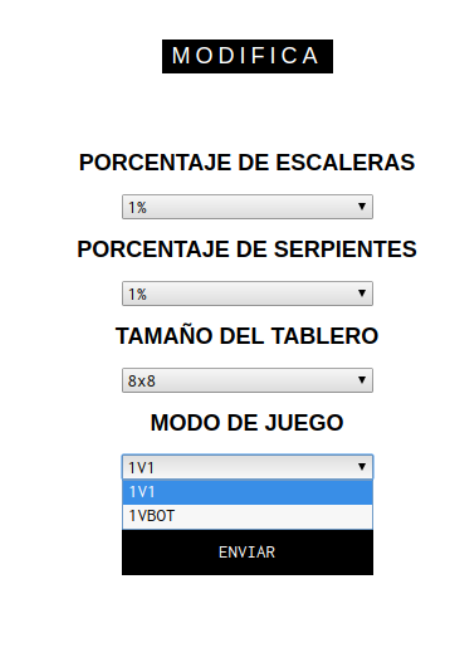 MODIFICA
PORCENTAJE DE ESCALERAS
1%
PORCENTAJE DE SERPIENTES
1%
TAMAÑO DEL TABLERO
8x8
MODO DE JUEGO
1V1
1V1
1VBOT
ENVIAR